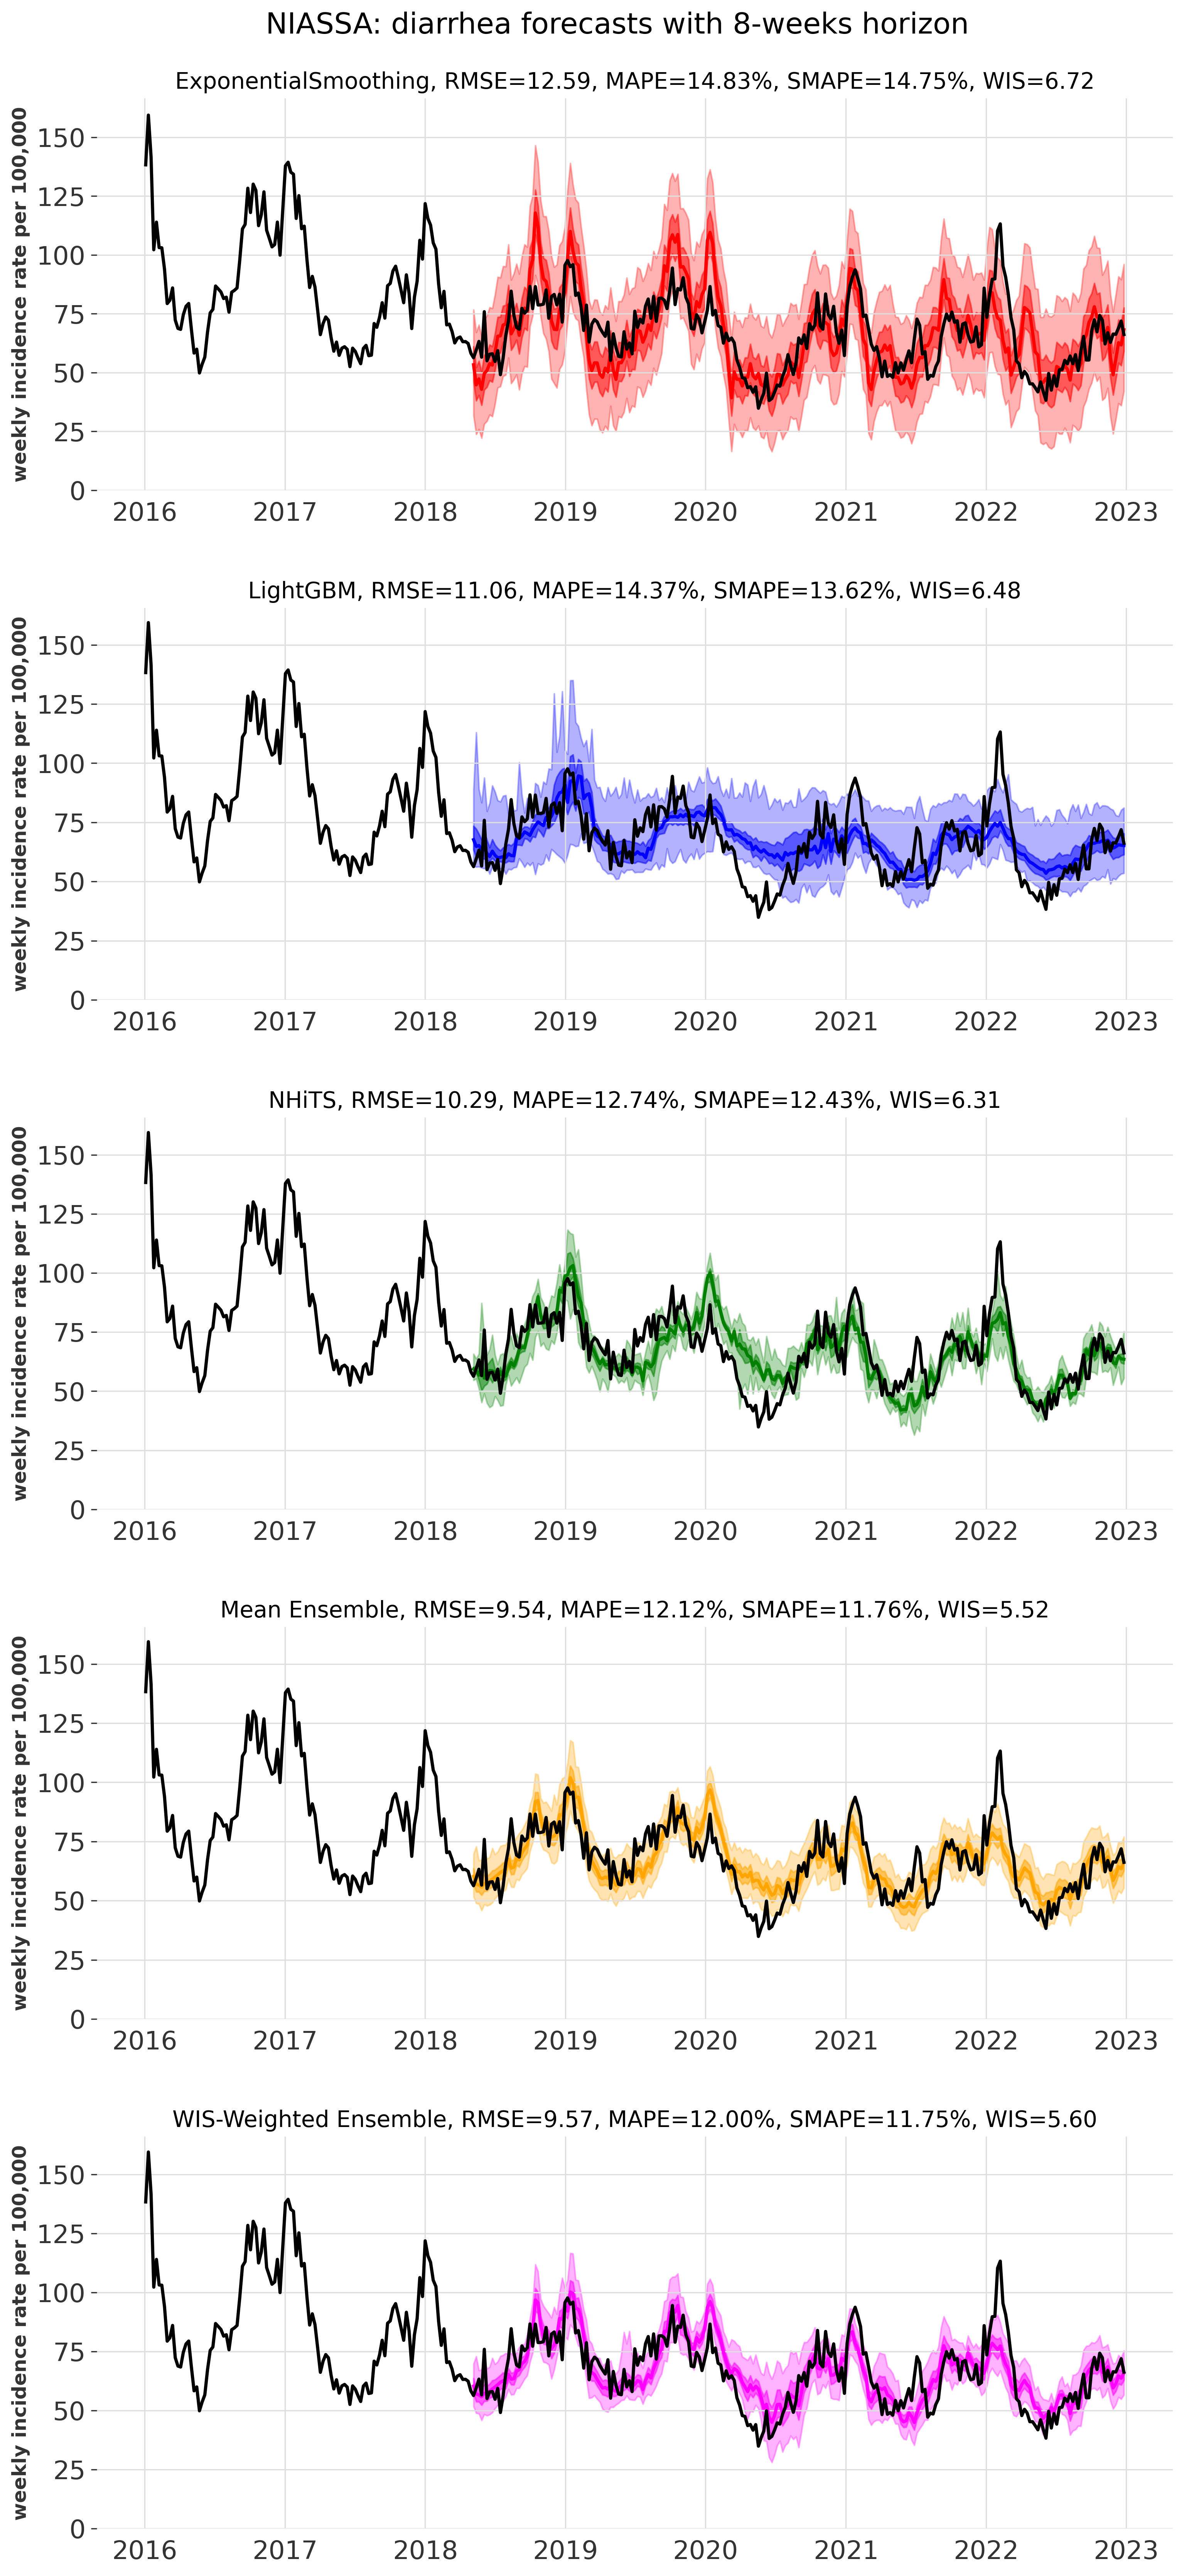 NIASSA: diarrhea forecasts with 8-weeks horizon
ExponentialSmoothing, RMSE=12.59, MAPE=14.83%, SMAPE=14.75%, WIS=6.72
weekly incidence rate per 100,000
150
125
100
75
50
25
0
2016 2017 2018 2019 2020 2021 2022 2023
LightGBM, RMSE=11.06, MAPE=14.37%, SMAPE=13.62%, WIS=6.48
weekly incidence rate per 100,000
150
125
100
75
50
25
0
2016 2017 2018 2019 2020 2021 2022 2023
NHiTS, RMSE=10.29, MAPE=12.74%, SMAPE=12.43%, WIS=6.31
weekly incidence rate per 100,000
150
125
100
75
50
25
0
2016 2017 2018 2019 2020 2021 2022 2023
Mean Ensemble, RMSE=9.54, MAPE=12.12%, SMAPE=11.76%, WIS=5.52
weekly incidence rate per 100,000
150
125
100
75
50
25
0
2016 2017 2018 2019 2020 2021 2022 2023
WIS-Weighted Ensemble, RMSE=9.57, MAPE=12.00%, SMAPE=11.75%, WIS=5.60
weekly incidence rate per 100,000
150
125
100
75
50
25
0
2016 2017 2018 2019 2020 2021 2022 2023